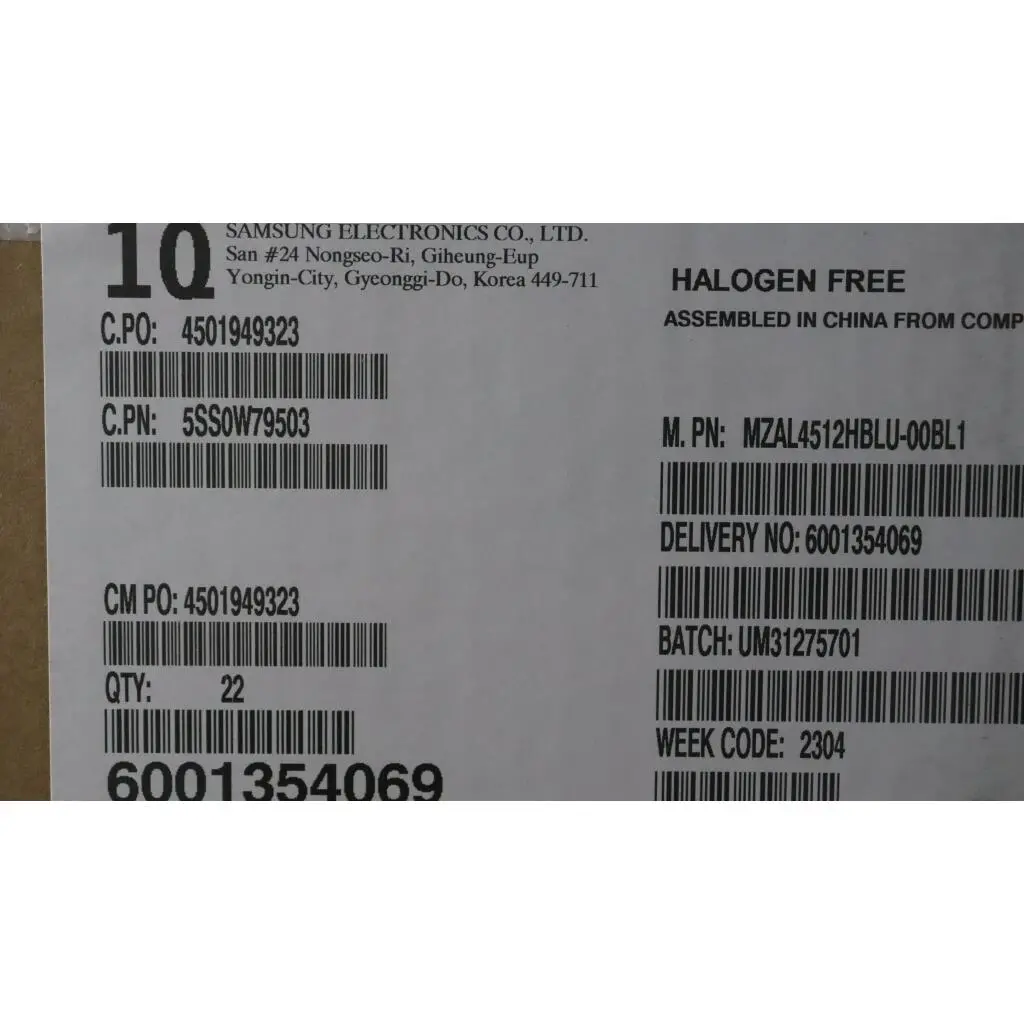 1Q
SAMSUNG ELECTRONICS CO., LTD.
San #24 Nongseo-Ri, Giheung-Eup
Yongin-City, Gyeonggi-Do, Korea 449-711
C.PO: 4501949323
C.PN: 5SS0W79503
CM PO: 4501949323
QTY: 22
6001354069
HALOGEN FREE
ASSEMBLED IN CHINA FROM COMP
M. PN: MZAL4512HBLU-00BL1
DELIVERY NO: 6001354069
BATCH: UM31275701
WEEK CODE: 2304